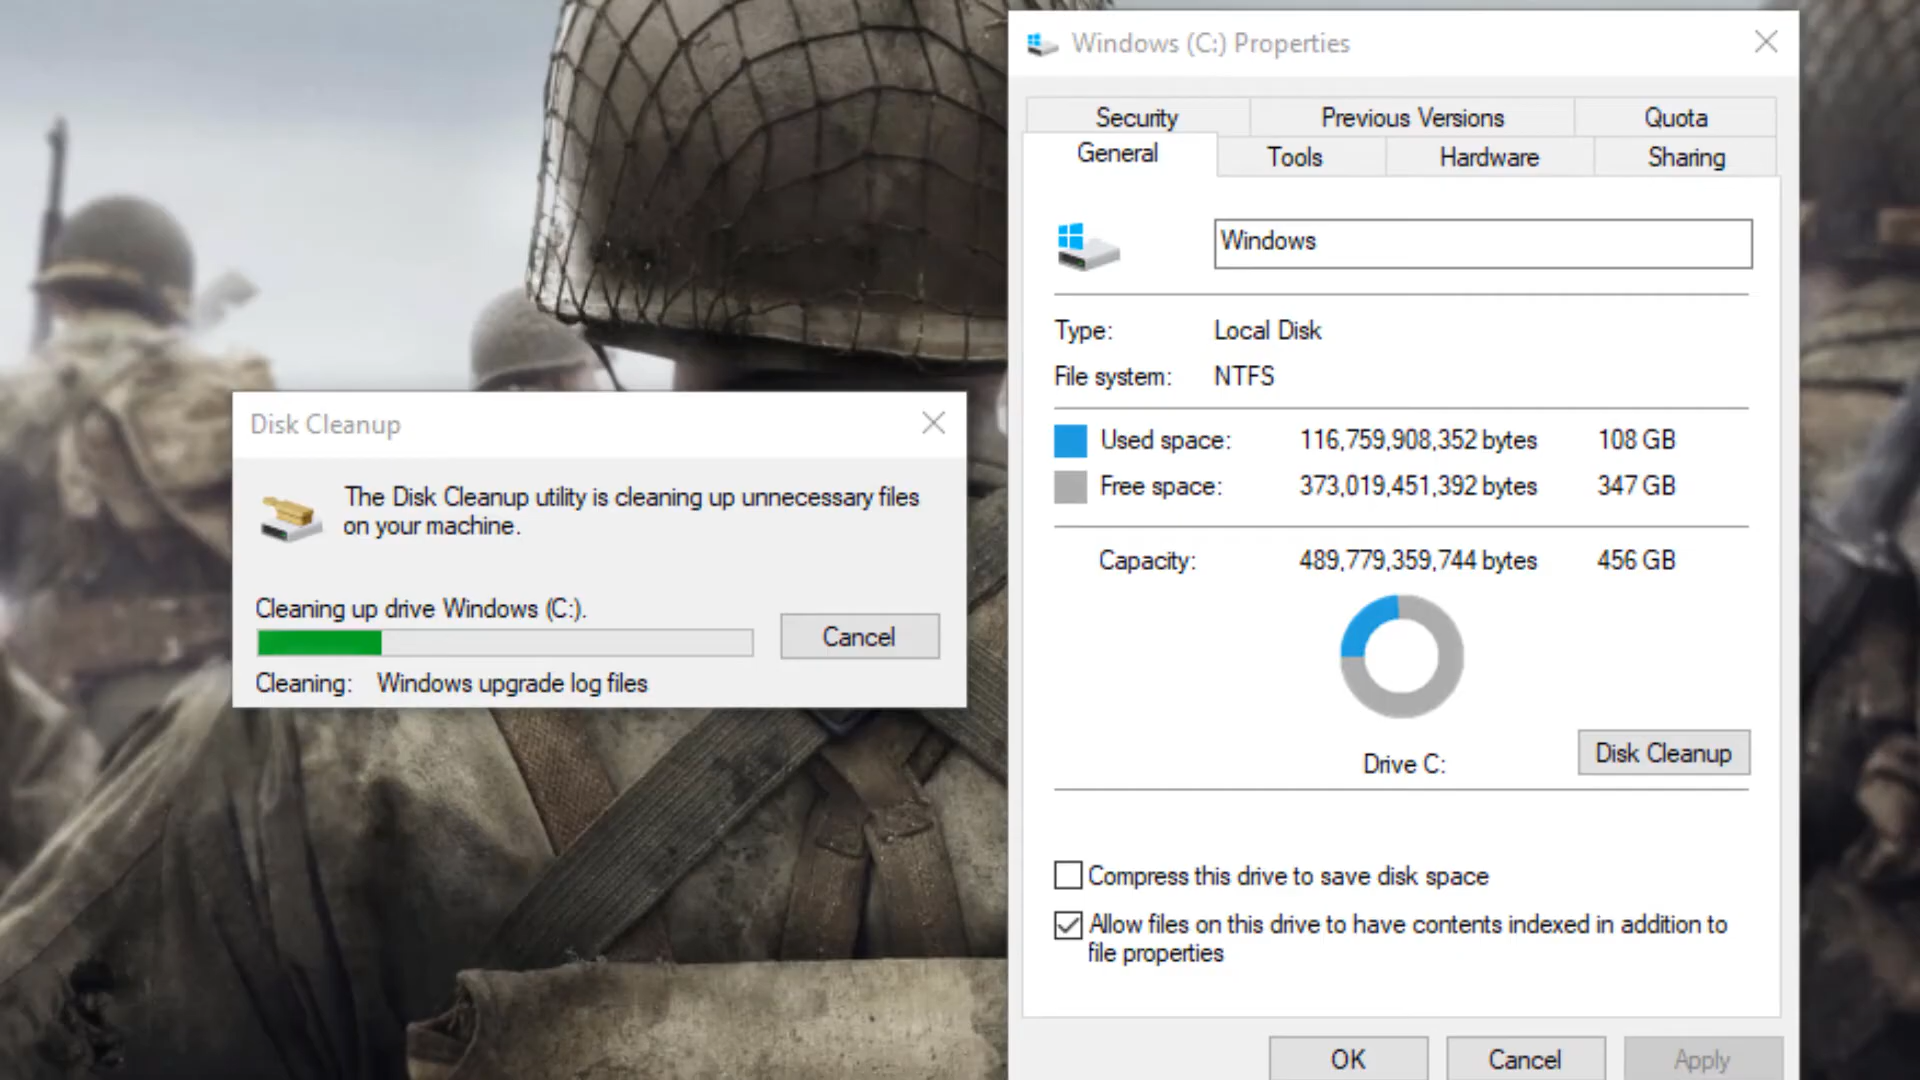 Windows (C:) Properties
Security Previous Versions Quota
General Tools Hardware Sharing
Windows
Type: Local Disk
File system: NTFS
Used space: 116,759,908,352 bytes 108 GB
Free space: 373,019,451,392 bytes 347 GB
Capacity: 489,779,359,744 bytes 456 GB
Drive C:
Disk Cleanup
Compress this drive to save disk space
Allow files on this drive to have contents indexed in addition to
file properties
OK Cancel Apply
Disk Cleanup
The Disk Cleanup utility is cleaning up unnecessary files
on your machine.
Cleaning up drive Windows (C:).
Cancel
Cleaning: Windows upgrade log files